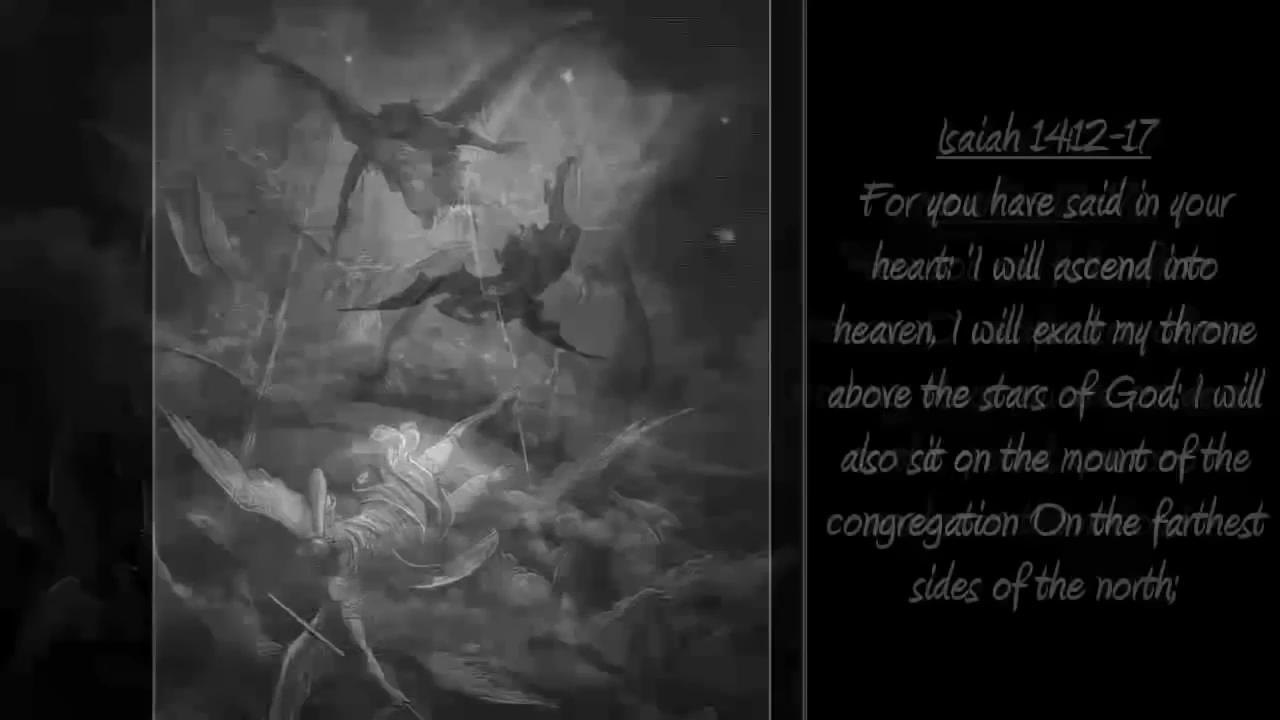 Isaiah 14:12-17
For you have said in your
heart: 'I will ascend into
heaven, I will exalt my throne
above the stars of God; I will
also sit on the mount of the
congregation On the farthest
sides of the north;